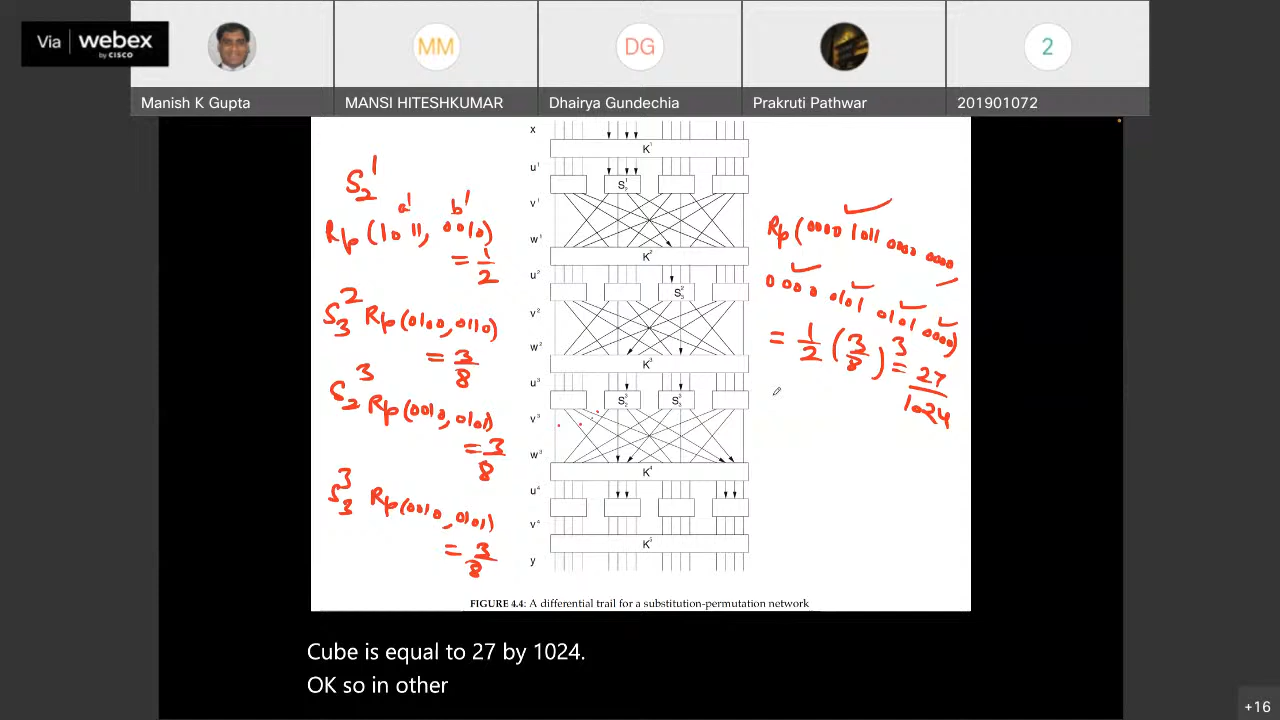 Via webex
by CISCO
MM
DG
2
Manish K Gupta
MANSI HITESHKUMAR
Dhairya Gundechia
Prakruti Pathwar
201901072
x
K¹
u¹
S¹₂
v¹
w¹
K²
u²
S²₃
v²
w²
K³
u³
S³₂ S³₃
v³
w³
K⁴
u⁴
v⁴
K⁵
y
S₂¹
a' b'
Rp (1011, 0010)
= 1/2
S₃² Rp(0100, 0110)
= 3/8
S₂³ Rp(0010, 0101)
= 3/8
S₃³ Rp(0010, 0101)
= 3/8
Rp (0000 1011 0000 0000
0000 0101 0101 0000)
= 1/2 (3/8)³ = 27/1024
FIGURE 4.4: A differential trail for a substitution-permutation network
Cube is equal to 27 by 1024.
OK so in other
+16